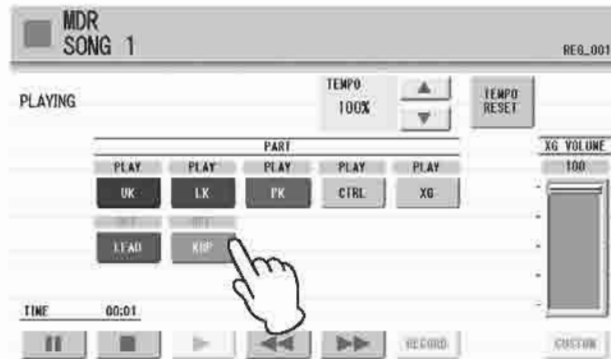 MDR
SONG 1
REG_001
PLAYING
TEMPO
100%
TEMPO
RESET
PART
XG VOLUME
PLAY PLAY PLAY PLAY PLAY
100
UK LK PK CTRL XG
LEAD KBP
TIME 00:01
RECORD
CUSTOM